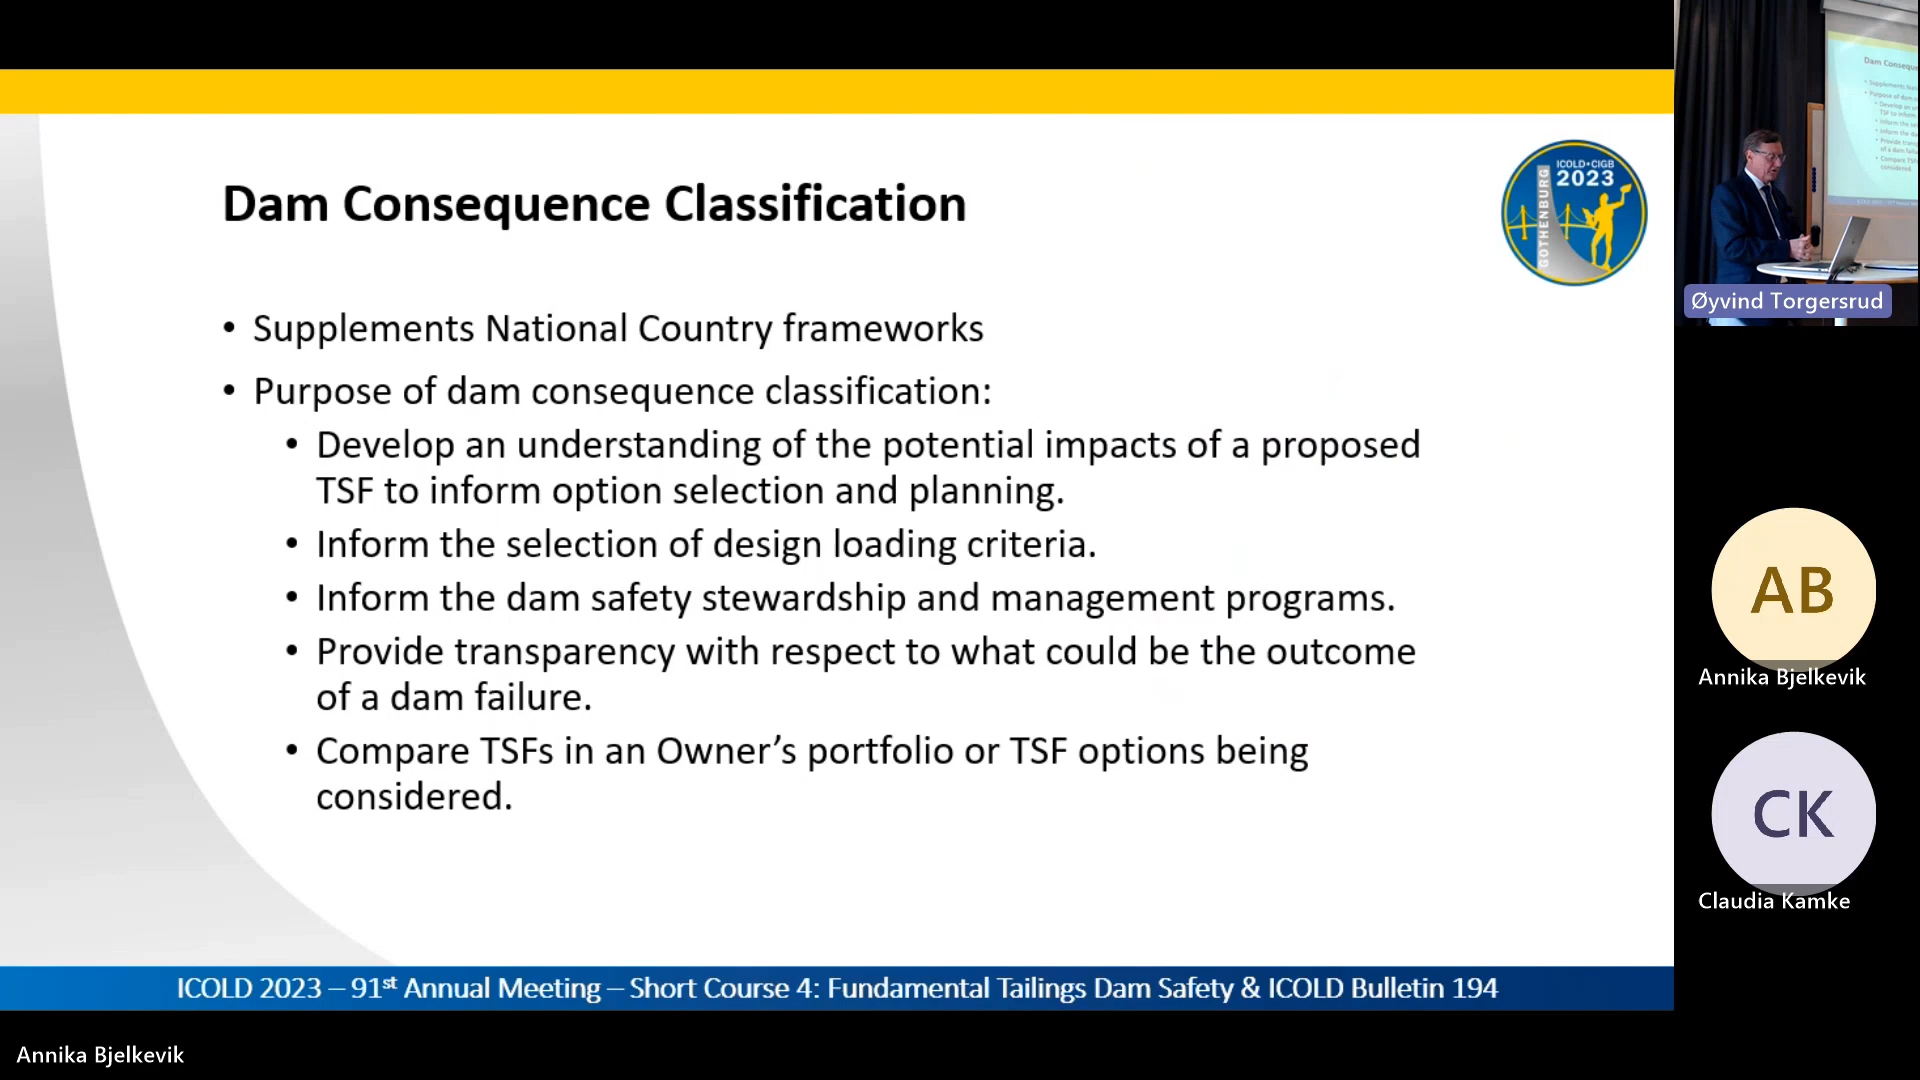 Dam Consequence Classification
ICOLD•CIGB
2023
GOTHENBURG
• Supplements National Country frameworks
• Purpose of dam consequence classification:
• Develop an understanding of the potential impacts of a proposed
TSF to inform option selection and planning.
• Inform the selection of design loading criteria.
• Inform the dam safety stewardship and management programs.
• Provide transparency with respect to what could be the outcome
of a dam failure.
• Compare TSFs in an Owner’s portfolio or TSF options being
considered.
ICOLD 2023 – 91st Annual Meeting – Short Course 4: Fundamental Tailings Dam Safety & ICOLD Bulletin 194
Annika Bjelkevik
Dam Conseque
Øyvind Torgersrud
AB
Annika Bjelkevik
CK
Claudia Kamke